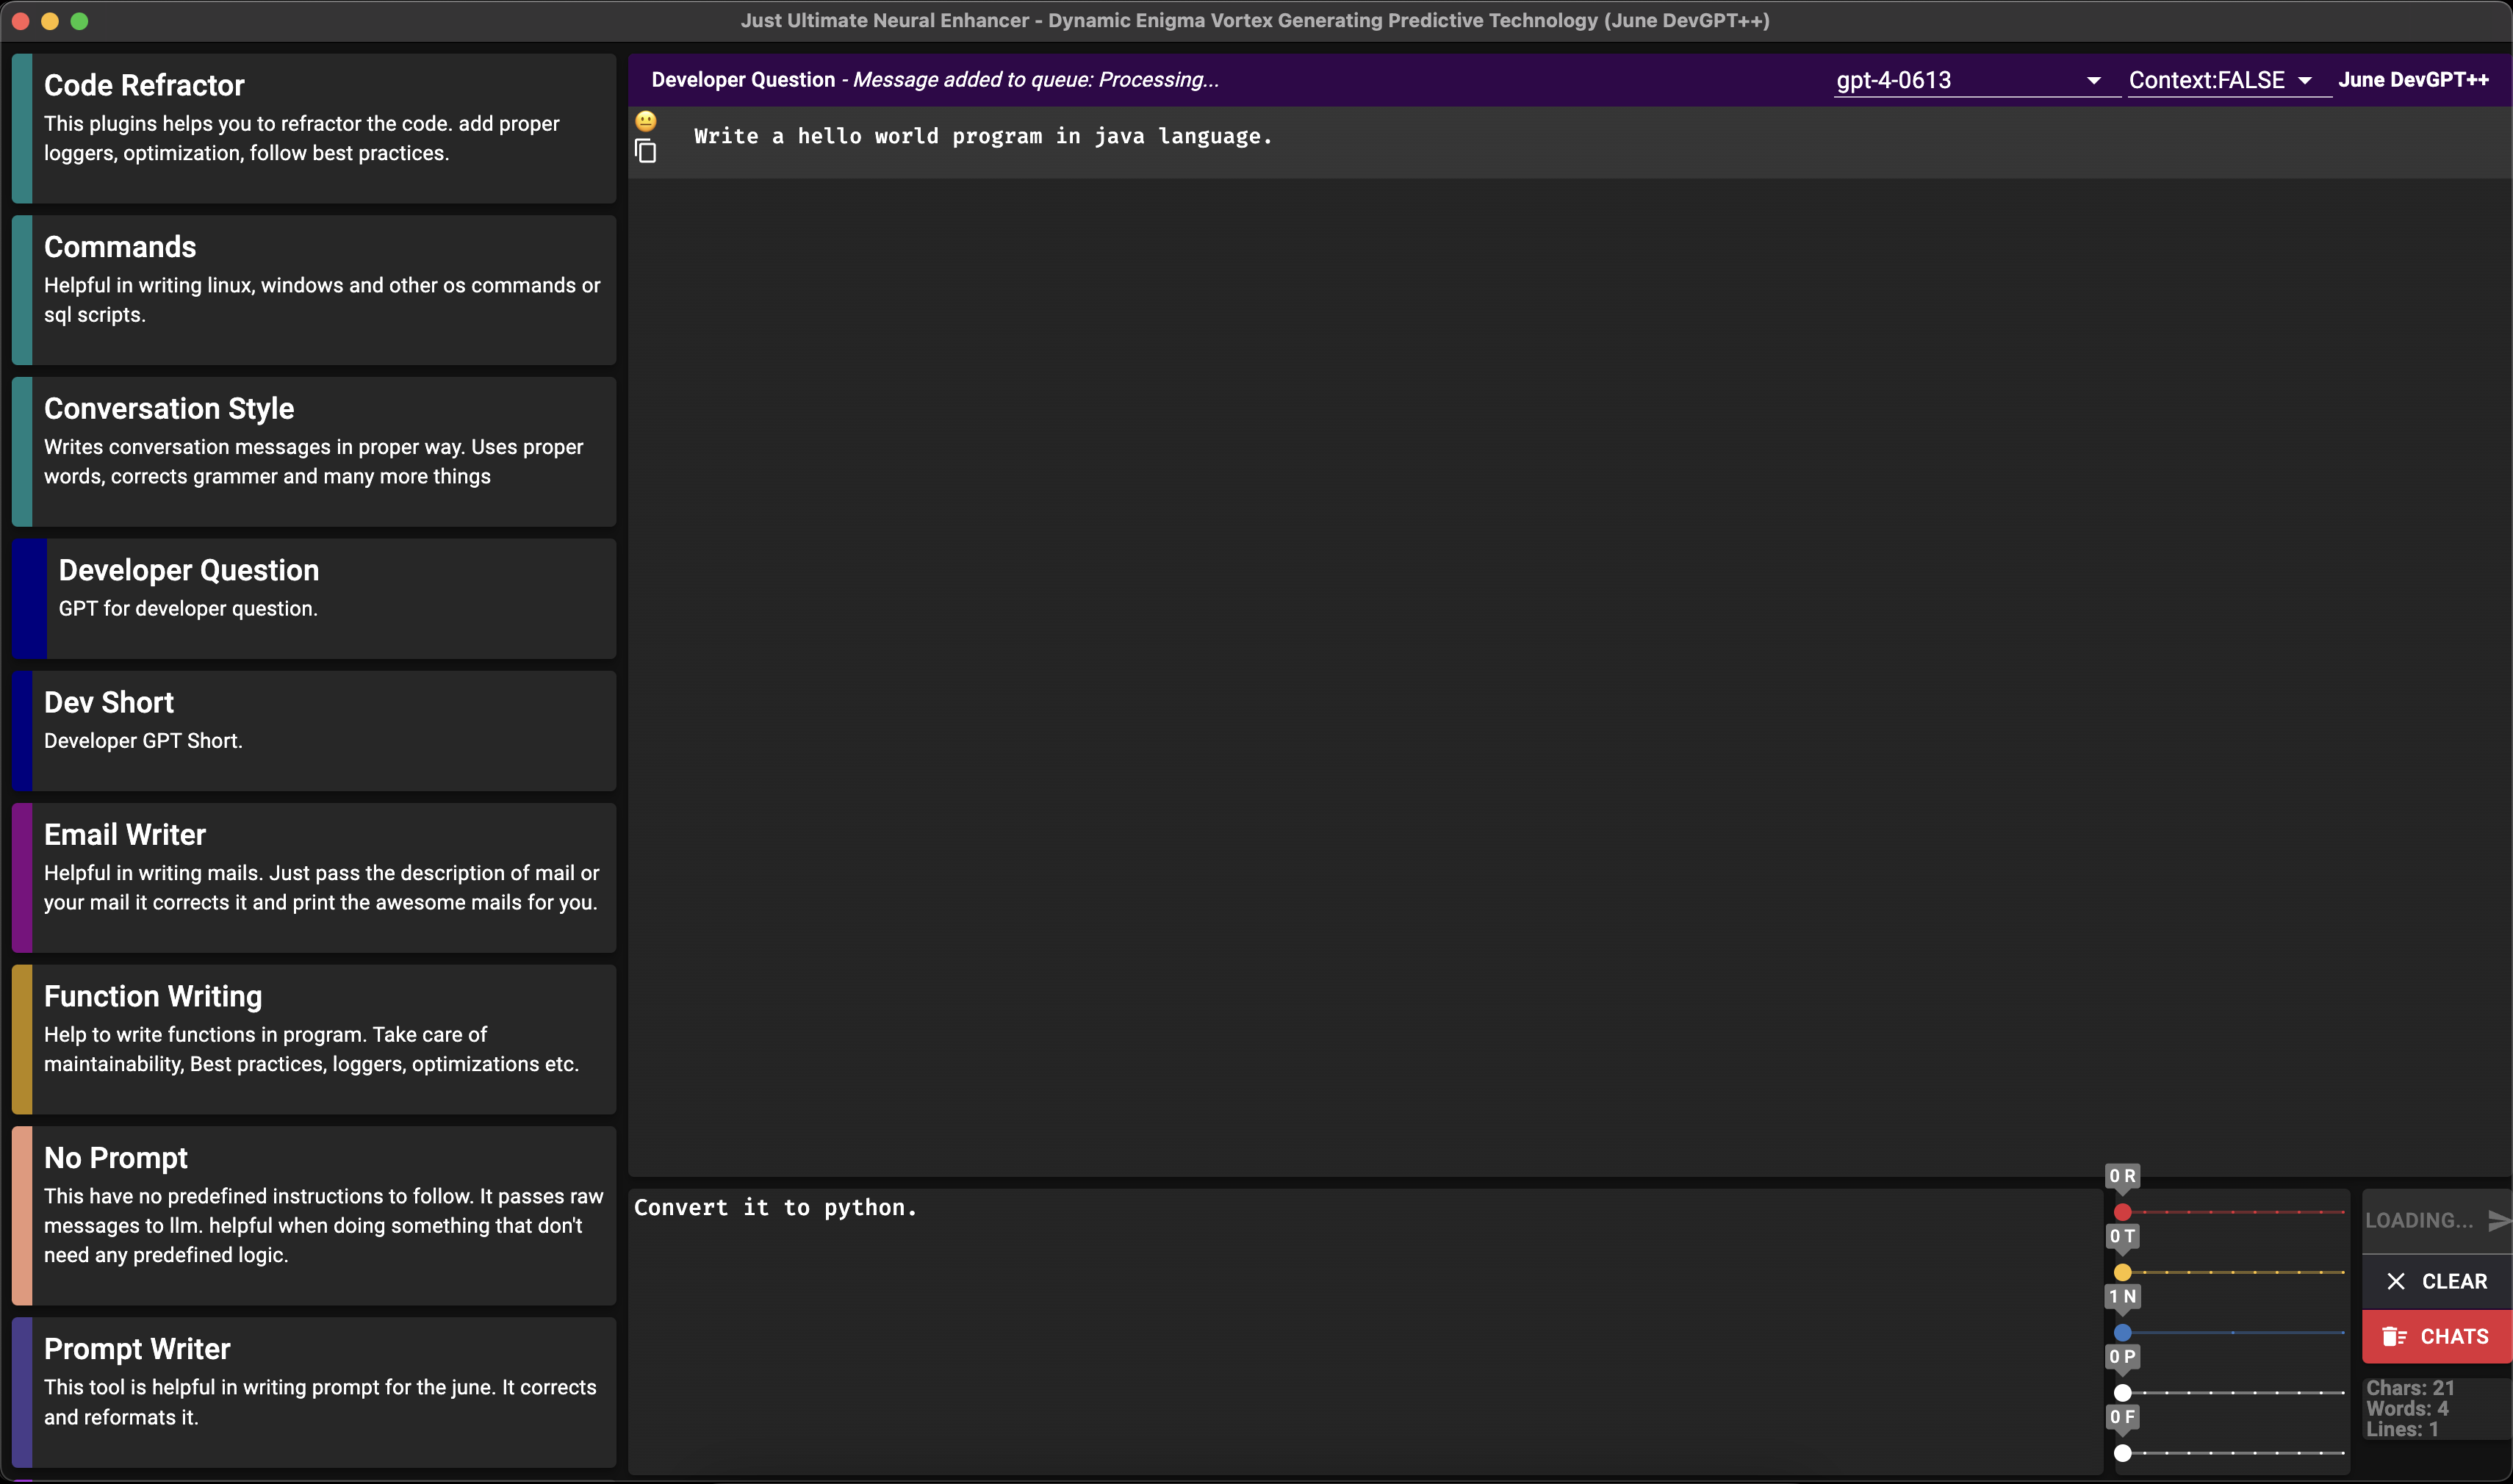 Just Ultimate Neural Enhancer - Dynamic Enigma Vortex Generating Predictive Technology (June DevGPT++)
Code Refractor
This plugins helps you to refractor the code. add proper
loggers, optimization, follow best practices.
Commands
Helpful in writing linux, windows and other os commands or
sql scripts.
Conversation Style
Writes conversation messages in proper way. Uses proper
words, corrects grammer and many more things
Developer Question
GPT for developer question.
Dev Short
Developer GPT Short.
Email Writer
Helpful in writing mails. Just pass the description of mail or
your mail it corrects it and print the awesome mails for you.
Function Writing
Help to write functions in program. Take care of
maintainability, Best practices, loggers, optimizations etc.
No Prompt
This have no predefined instructions to follow. It passes raw
messages to llm. helpful when doing something that don't
need any predefined logic.
Prompt Writer
This tool is helpful in writing prompt for the june. It corrects
and reformats it.
Developer Question - Message added to queue: Processing...
gpt-4-0613
Context:FALSE
June DevGPT++
Write a hello world program in java language.
Convert it to python.
0 R
0 T
1 N
0 P
0 F
LOADING...
CLEAR
CHATS
Chars: 21
Words: 4
Lines: 1